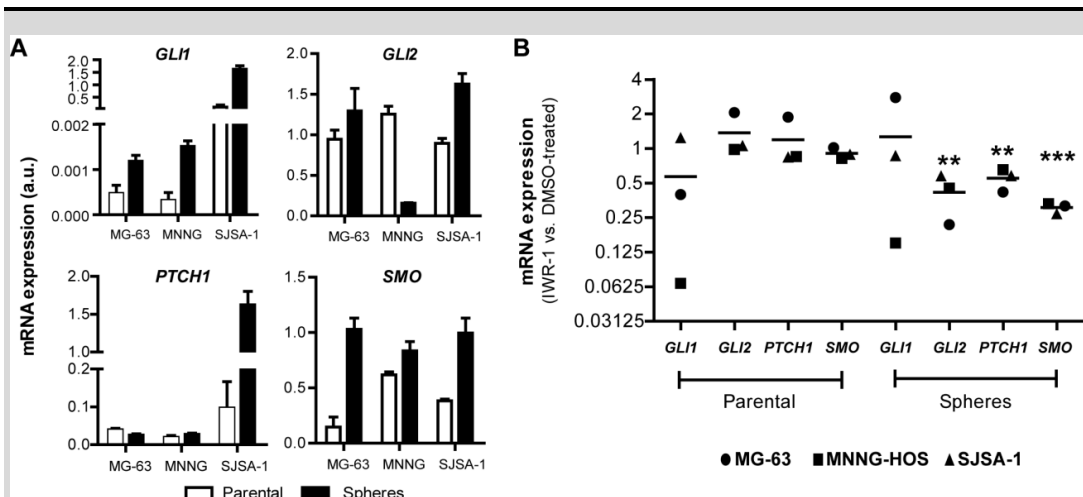 A
B
GLI1
GLI2
mRNA expression (a.u.)
2.0
1.5
1.0
0.5
0.002
0.001
0.000
MG-63 MNNG SJSA-1
2.0
1.5
1.0
0.5
0.0
MG-63 MNNG SJSA-1
PTCH1
SMO
2.0
1.5
1.0
0.2
0.1
0.0
MG-63 MNNG SJSA-1
1.5
1.0
0.5
0.0
MG-63 MNNG SJSA-1
Parental Spheres
mRNA expression
(IWR-1 vs. DMSO-treated)
4
2
1
0.5
0.25
0.125
0.0625
0.03125
** ** ***
GLI1 GLI2 PTCH1 SMO GLI1 GLI2 PTCH1 SMO
Parental Spheres
MG-63 MNNG-HOS SJSA-1